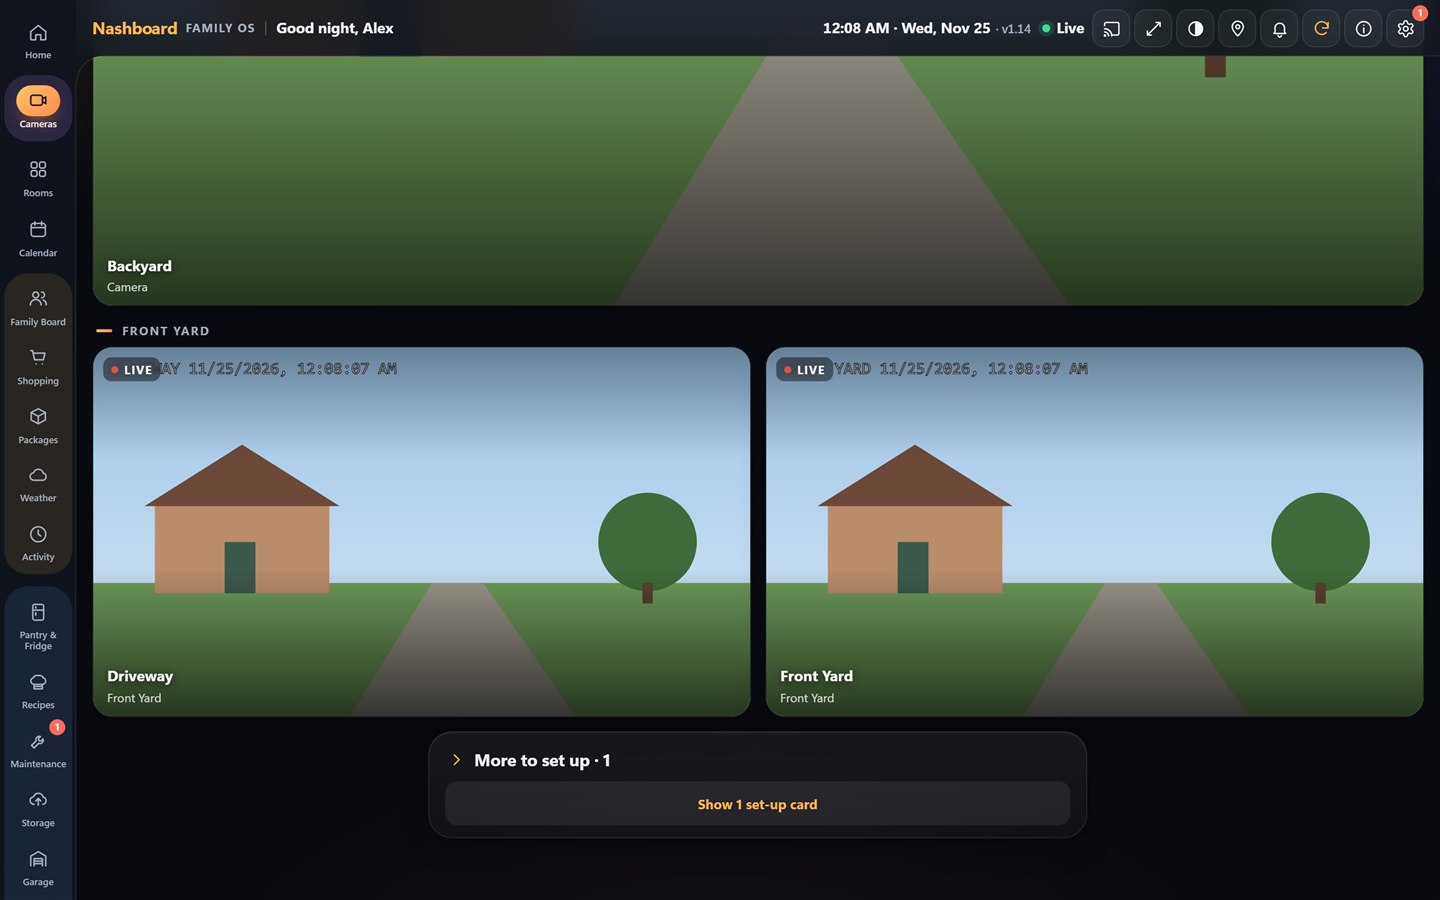 Nashboard FAMILY OS Good night, Alex
12:08 AM · Wed, Nov 25 · v1.14 Live
1
Home
Cameras
Rooms
Calendar
Family Board
Shopping
Packages
Weather
Activity
Pantry &
Fridge
Recipes
1
Maintenance
Storage
Garage
Backyard
Camera
FRONT YARD
LIVE AY 11/25/2026, 12:08:07 AM
Driveway
Front Yard
LIVE YARD 11/25/2026, 12:08:07 AM
Front Yard
Front Yard
More to set up · 1
Show 1 set-up card